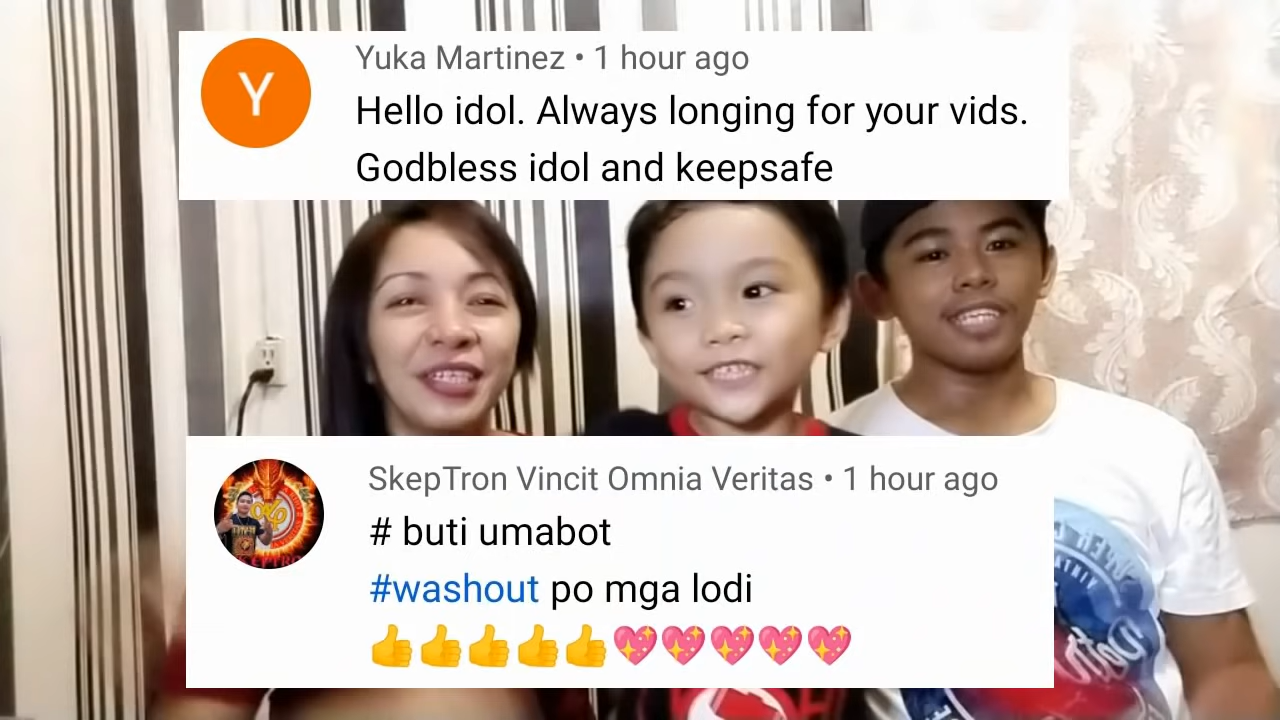 Y
Yuka Martinez • 1 hour ago
Hello idol. Always longing for your vids.
Godbless idol and keepsafe
SkepTron Vincit Omnia Veritas • 1 hour ago
# buti umabot
#washout po mga lodi
👍👍👍👍👍💖💖💖💖💖